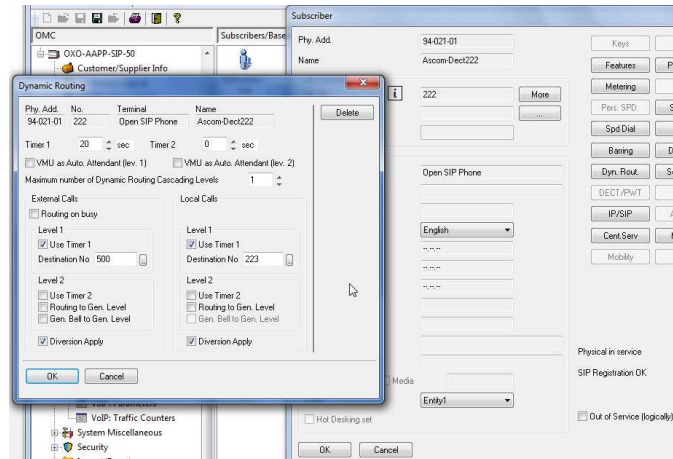 OMC
Subscribers/Base
OXO-AAPP-SIP-50
Customer/Supplier Info
Dynamic Routing
Phy. Add. No. Terminal Name
94-021-01 222 Open SIP Phone Ascom-Dect222
Delete
Timer 1 20 sec Timer 2 0 sec
VMU as Auto. Attendant (lev. 1) VMU as Auto. Attendant (lev. 2)
Maximum number of Dynamic Routing Cascading Levels 1
External Calls Local Calls
Routing on busy
Level 1 Level 1
Use Timer 1 Use Timer 1
Destination No 500 ... Destination No 223 ...
Level 2 Level 2
Use Timer 2 Use Timer 2
Routing to Gen. Level Routing to Gen. Level
Gen. Bell to Gen. Level Gen. Bell to Gen. Level
Diversion Apply Diversion Apply
OK Cancel
VoIP: Traffic Counters
System Miscellaneous
Security
Subscriber
Phy. Add. 94-021-01
Name Ascom-Dect222
222 More
...
Open SIP Phone
English
--.--.--
--.--.--
--.--.--
Media
Entity1
Hot Desking set
OK Cancel
Keys
Features
Metering
Pers. SPD.
Spd Dial
Barring
Dyn. Rout.
DECT/PWT
IP/SIP
Cent.Serv
Mobility
Physical in service
SIP Registration OK
Out of Service (logically)